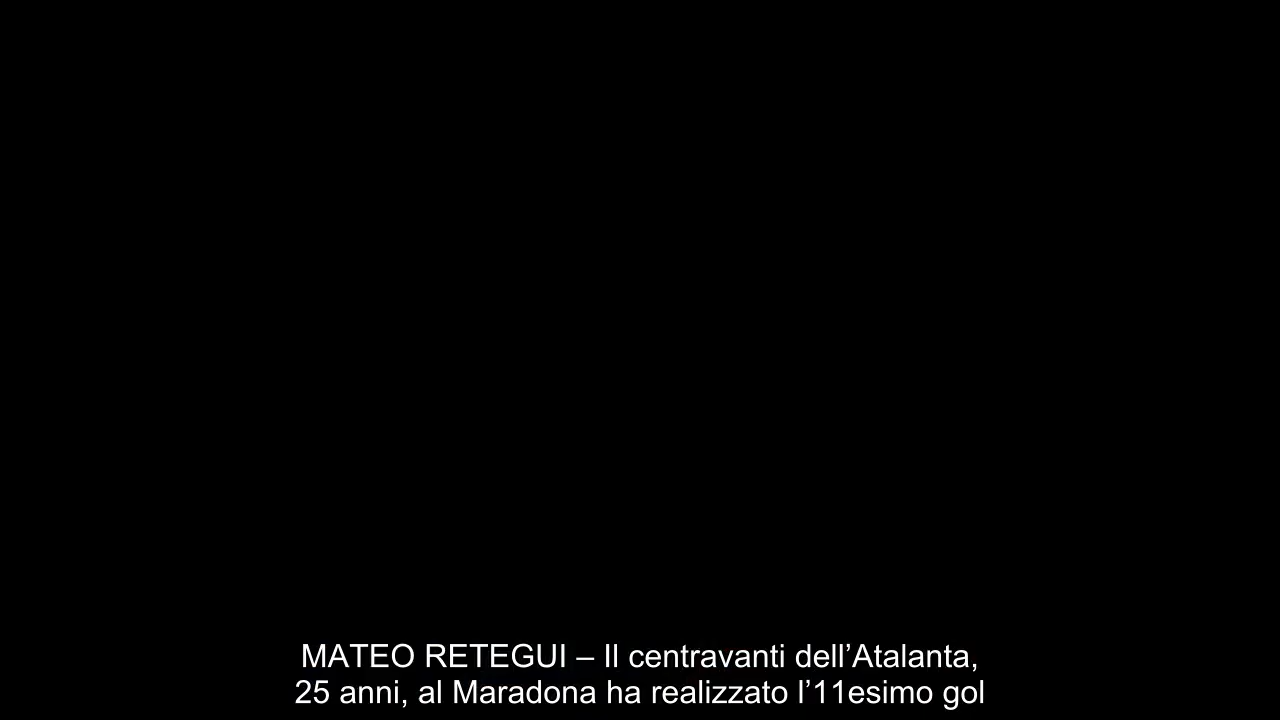 MATEO RETEGUI – Il centravanti dell’Atalanta,
25 anni, al Maradona ha realizzato l’11esimo gol